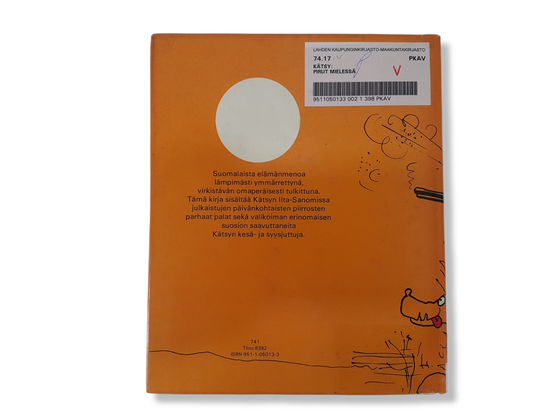 LAHDEN KAUPUNGINKIRJASTO-MAAKUNTAKIRJASTO
74.17 PKAV
KÄTSY:
PIRUT MIELESSÄ
V
9511050133 002 1 398 PKAV
Suomalaista elämänmenoa
lämpimästi ymmärrettynä,
virkistävän omaperäisesti tulkittuna.
Tämä kirja sisältää Kätsyn Ilta-Sanomissa
julkaistujen päivänkohtaisten piirrosten
parhaat palat sekä valikoiman erinomaisen
suosion saavuttaneita
Kätsyn kesä- ja syysjuttuja.
741
Tino 8392
ISBN 951-1-05013-3